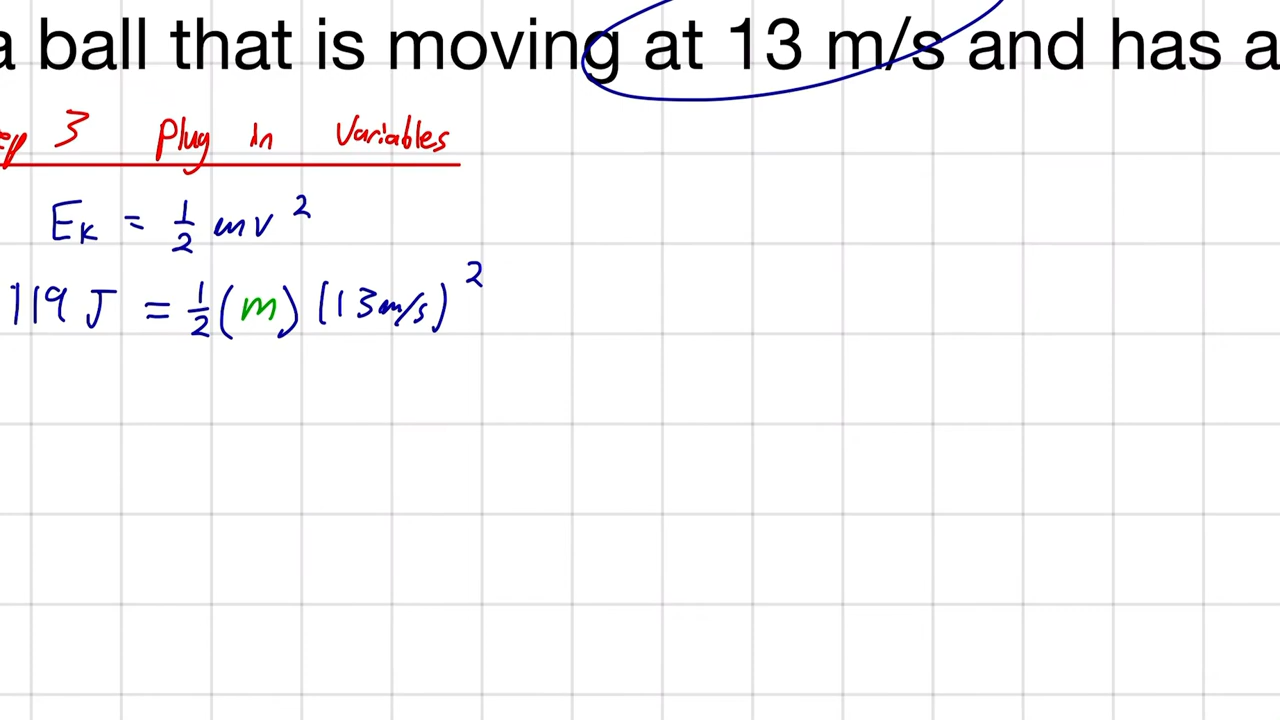 a ball that is moving at 13 m/s and has a
ep 3 Plug in Variables
Eₖ = 1/2 mv²
119 J = 1/2 (m) (13 m/s)²